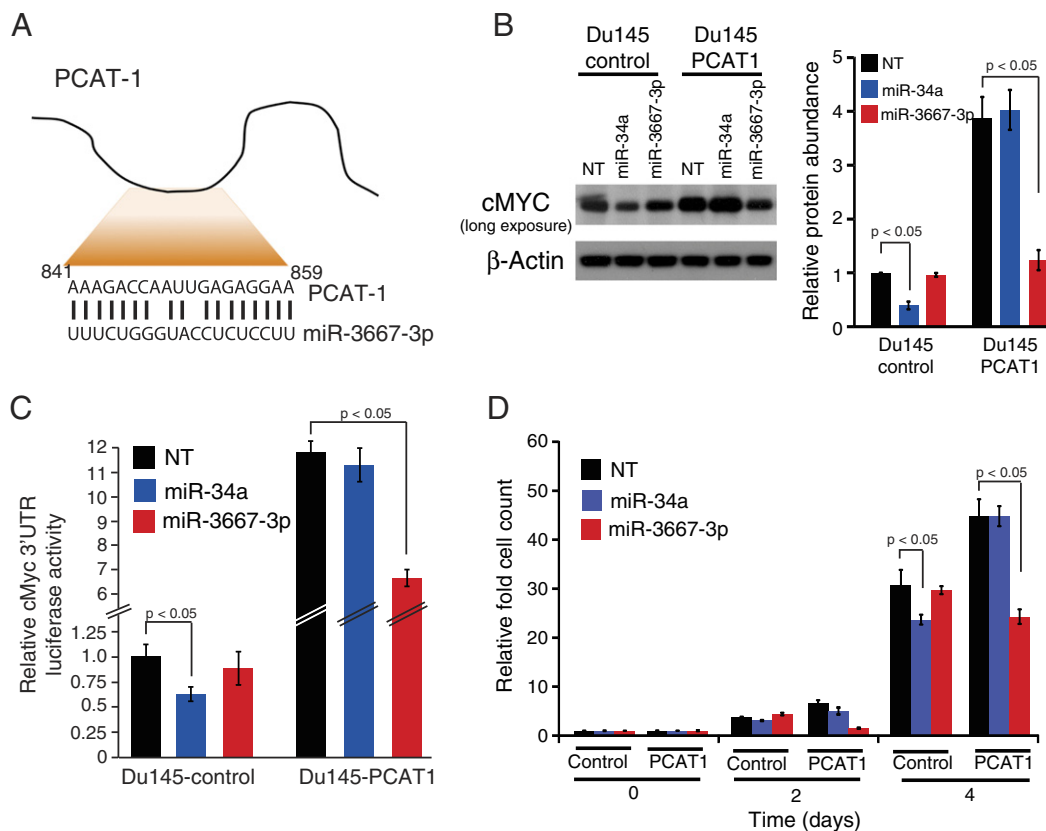 A
PCAT-1
841
859
AAAGACCAAUUGAGAGGAA
PCAT-1
UUUCUGGGUACCUCUCCUU
miR-3667-3p
B
Du145
control
Du145
PCAT1
NT
miR-34a
miR-3667-3p
NT
miR-34a
miR-3667-3p
cMYC
(long exposure)
β-Actin
Relative protein abundance
5
4
3
2
1
0
NT
miR-34a
miR-3667-3p
p < 0.05
p < 0.05
Du145
control
Du145
PCAT1
C
Relative cMyc 3'UTR
luciferase activity
12
11
10
9
8
7
6
1.25
1.0
0.75
0.50
0.25
0
NT
miR-34a
miR-3667-3p
p < 0.05
p < 0.05
Du145-control
Du145-PCAT1
D
Relative fold cell count
60
50
40
30
20
10
0
NT
miR-34a
miR-3667-3p
p < 0.05
p < 0.05
Control
PCAT1
Control
PCAT1
Control
PCAT1
0
2
4
Time (days)